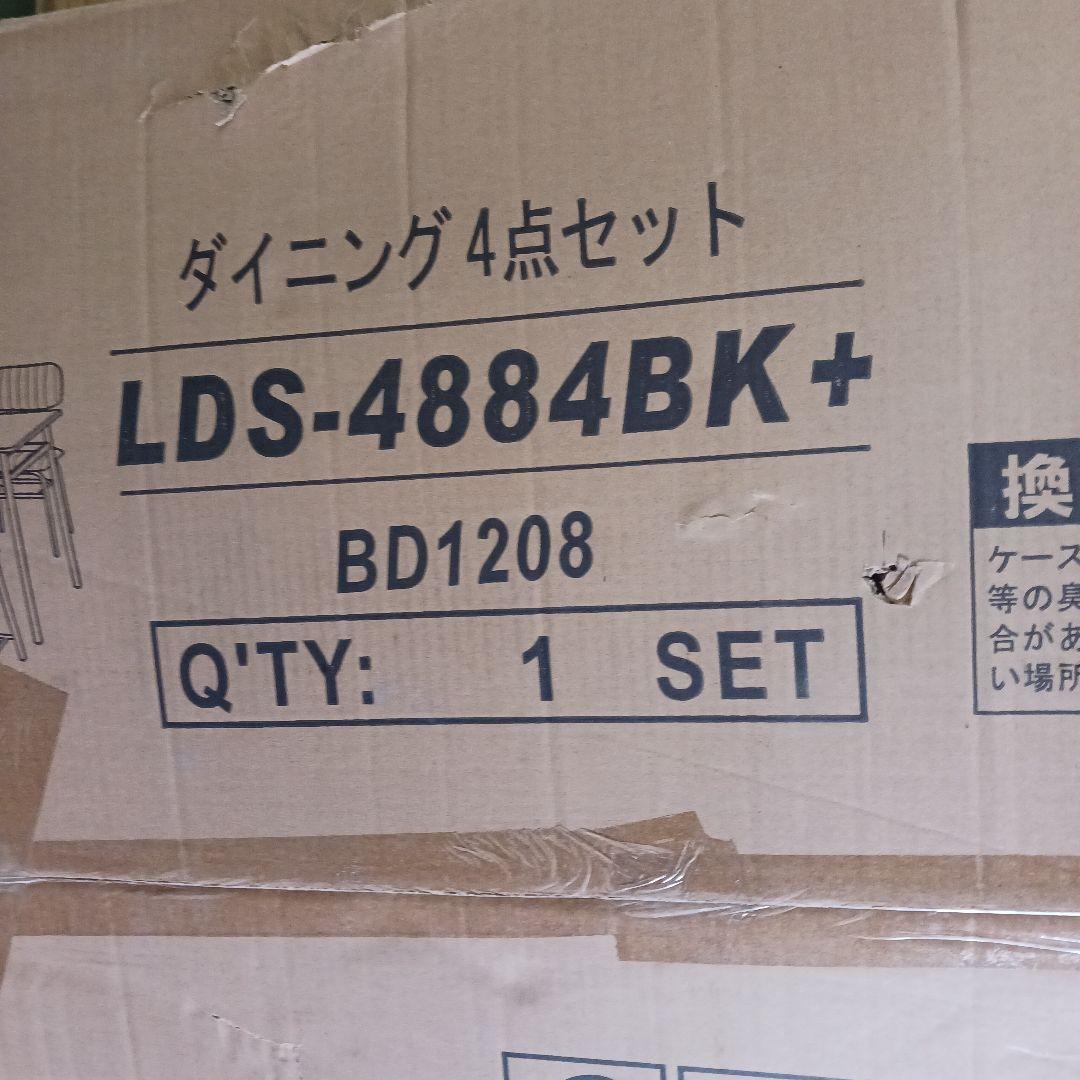 ダイニング4点セット
LDS-4884BK+
BD1208
Q'TY: 1 SET
換
ケース
等の臭
合があ
い場所